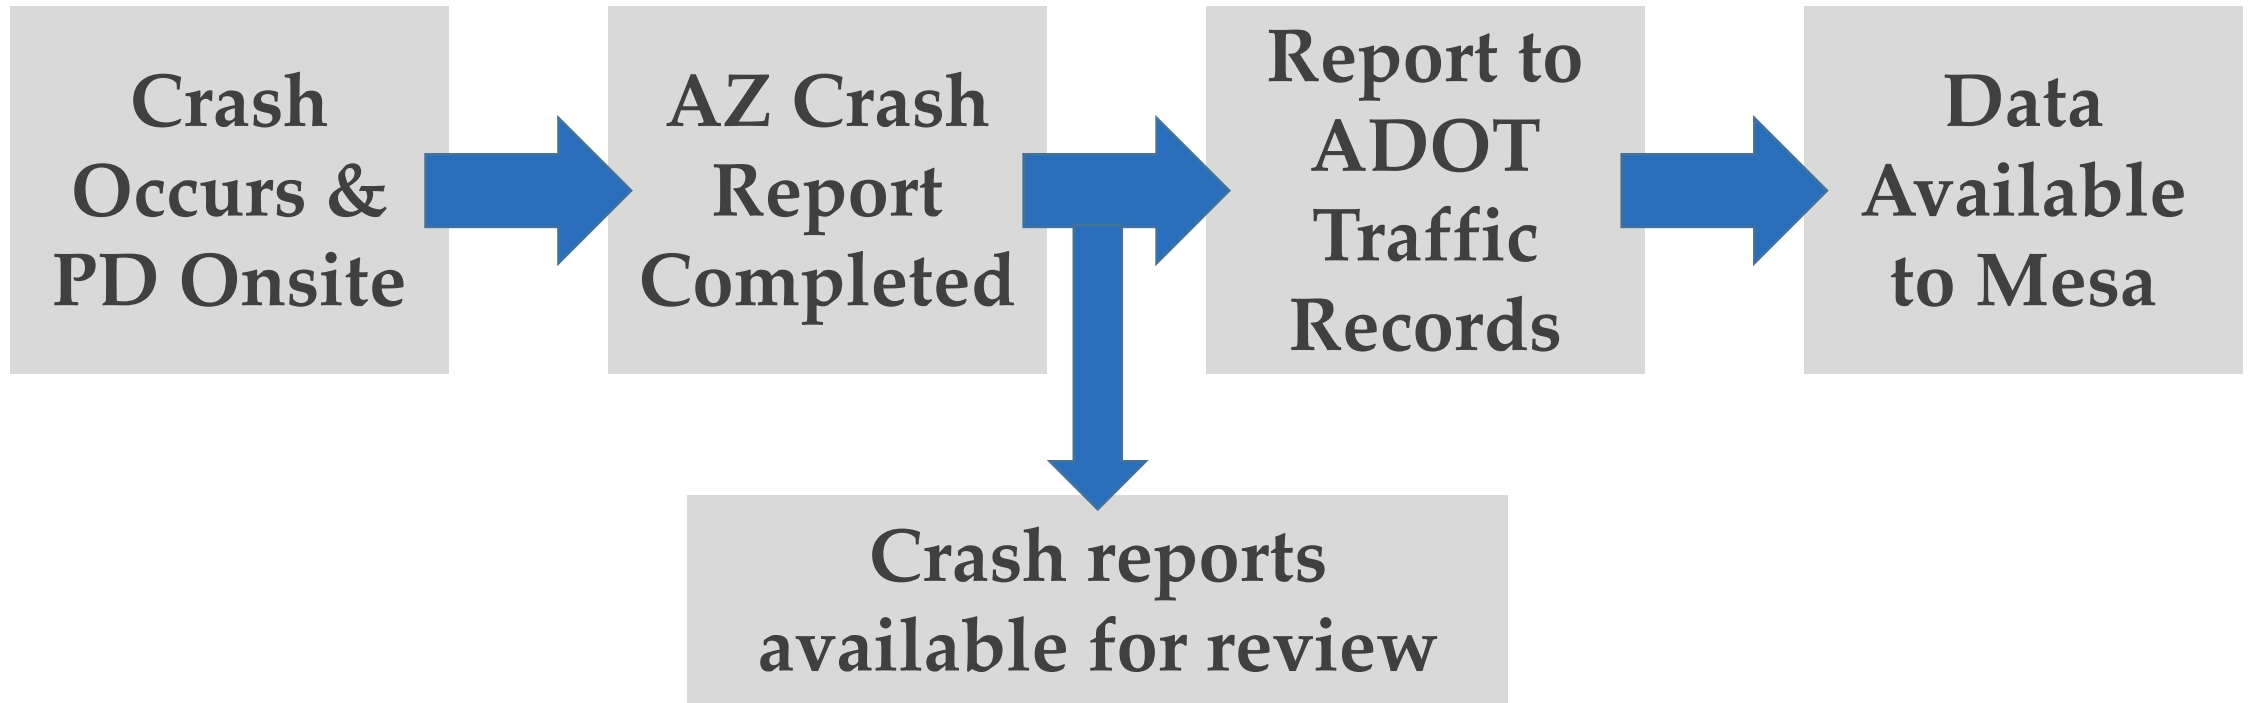 Crash
Occurs &
PD Onsite
AZ Crash
Report
Completed
Report to
ADOT
Traffic
Records
Data
Available
to Mesa
Crash reports
available for review